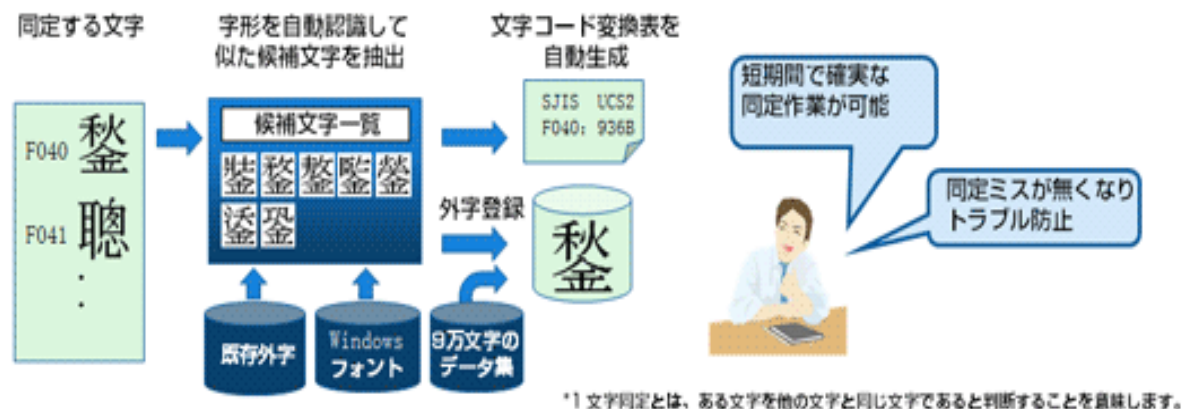 同定する文字
字形を自動認識して
似た候補文字を抽出
文字コード変換表を
自動生成
F040
F041 聰
・
・
候補文字一覧
SJIS UCS2
F040: 936B
外字登録
既存外字
Windows
フォント
9万文字の
データ集
短期間で確実な
同定作業が可能
同定ミスが無くなり
トラブル防止
*1 文字同定とは、ある文字を他の文字と同じ文字であると判断することを意味します。